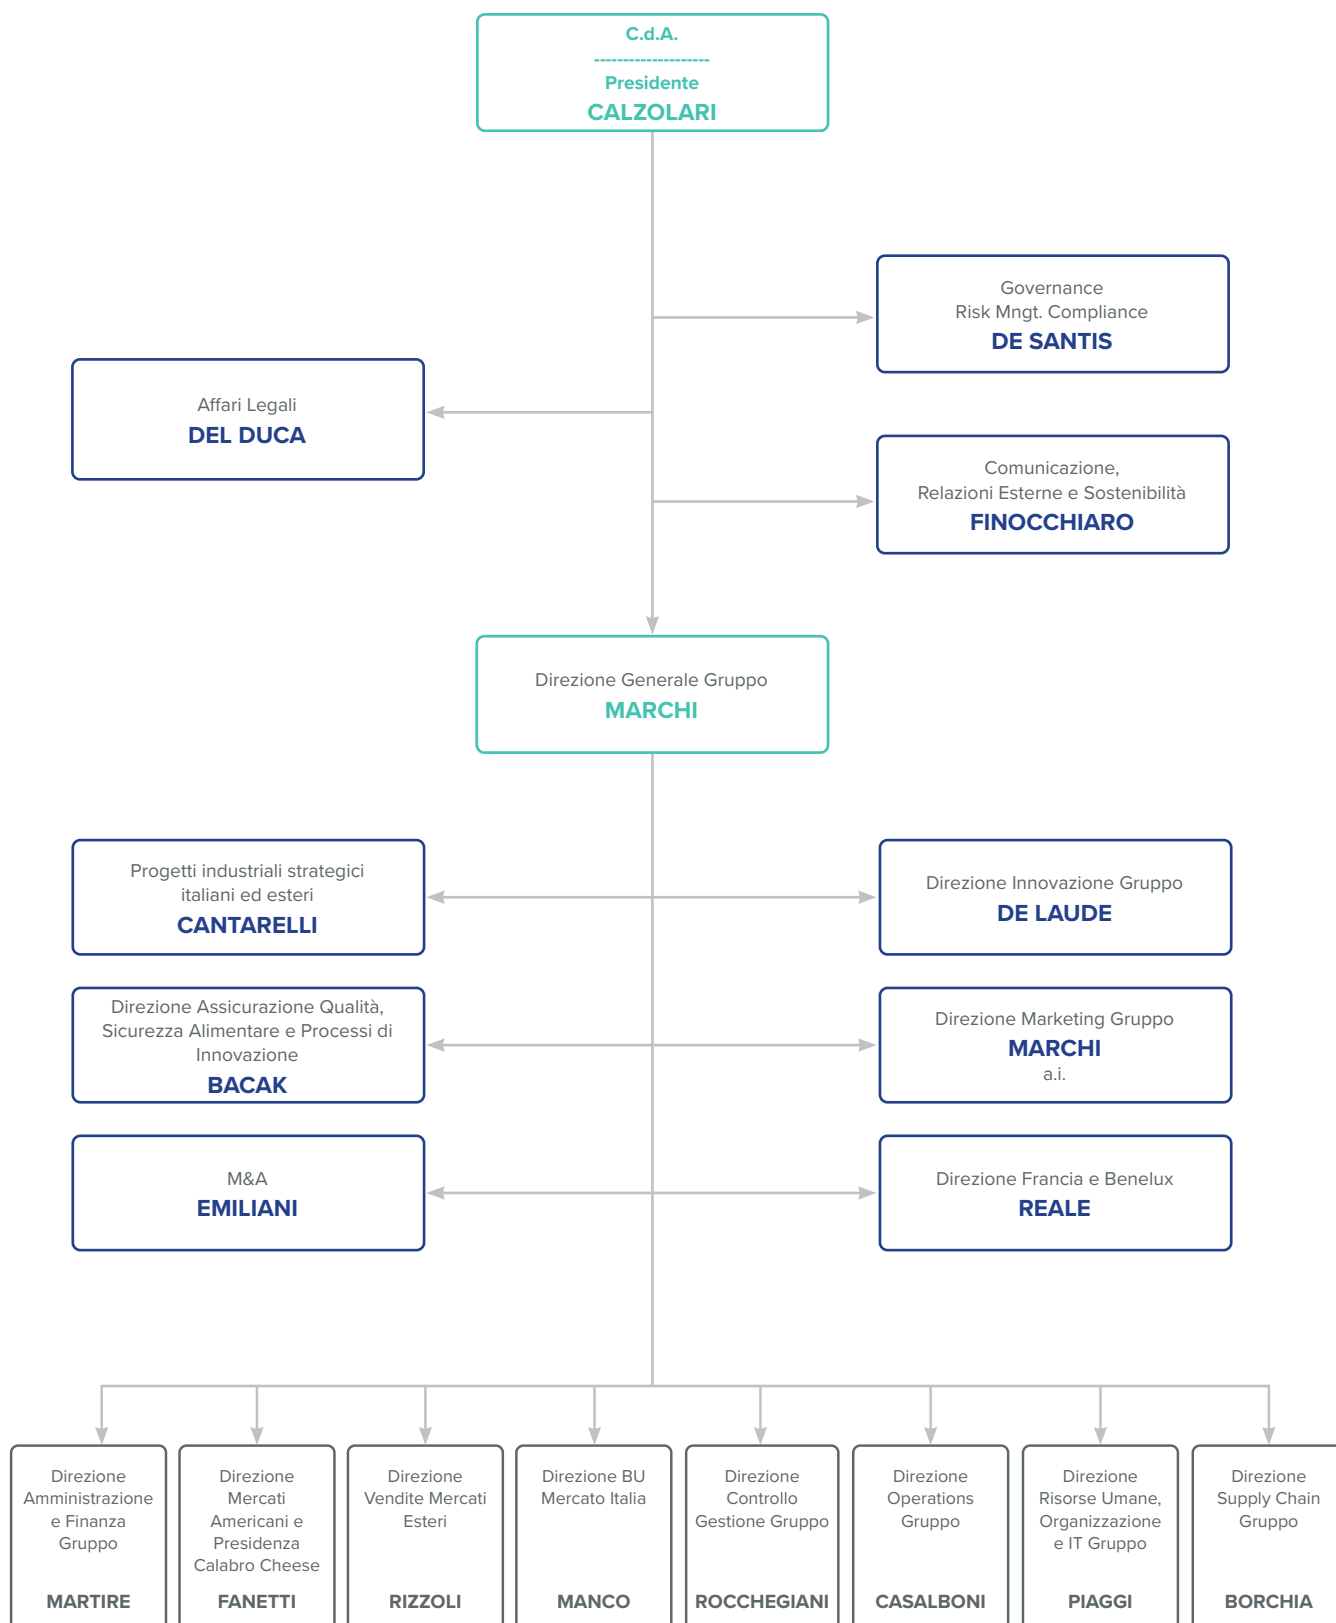 C.d.A.
--------------------
Presidente
CALZOLARI
Governance
Risk Mngt. Compliance
DE SANTIS
Affari Legali
DEL DUCA
Comunicazione,
Relazioni Esterne e Sostenibilità
FINOCCHIARO
Direzione Generale Gruppo
MARCHI
Progetti industriali strategici
italiani ed esteri
CANTARELLI
Direzione Innovazione Gruppo
DE LAUDE
Direzione Assicurazione Qualità,
Sicurezza Alimentare e Processi di
Innovazione
BACAK
Direzione Marketing Gruppo
MARCHI
a.i.
M&A
EMILIANI
Direzione Francia e Benelux
REALE
Direzione
Amministrazione
e Finanza
Gruppo
MARTIRE
Direzione
Mercati
Americani e
Presidenza
Calabro Cheese
FANETTI
Direzione
Vendite Mercati
Esteri
RIZZOLI
Direzione BU
Mercato Italia
MANCO
Direzione
Controllo
Gestione Gruppo
ROCCHEGIANI
Direzione
Operations
Gruppo
CASALBONI
Direzione
Risorse Umane,
Organizzazione
e IT Gruppo
PIAGGI
Direzione
Supply Chain
Gruppo
BORCHIA